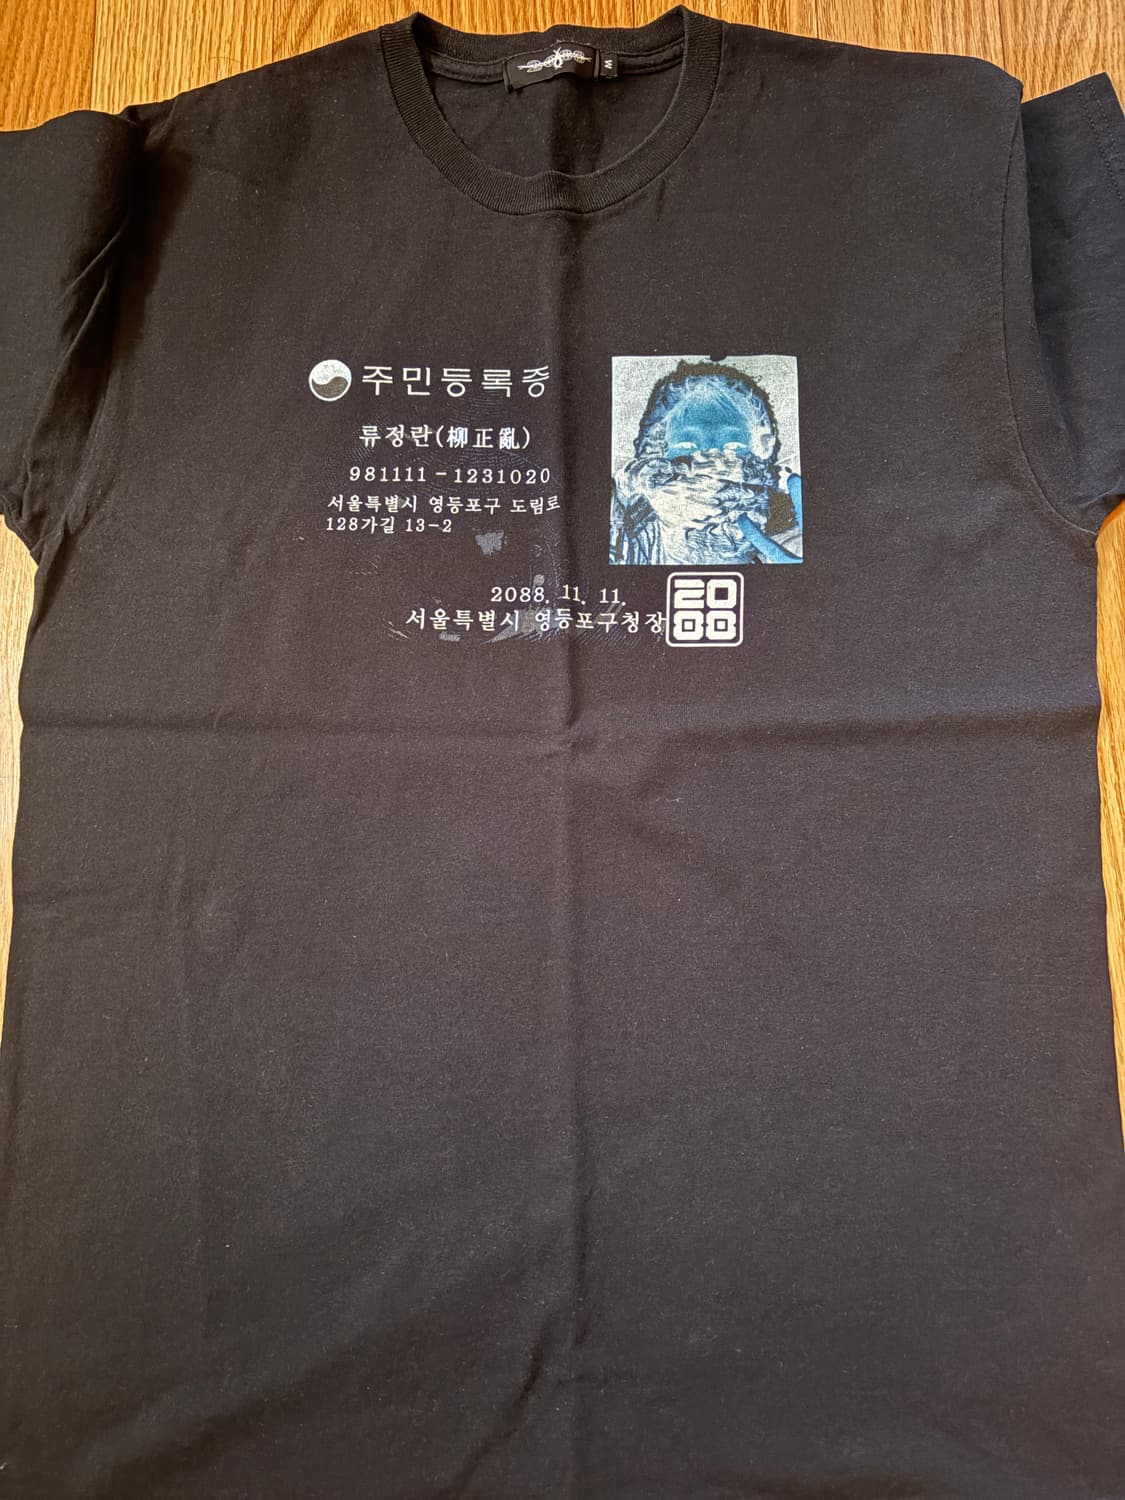 W
주민등록증
류정란(柳正亂)
981111-1231020
서울특별시 영등포구 도림로
128가길 13-2
2088. 11. 11.
서울특별시 영등포구청장
20
88